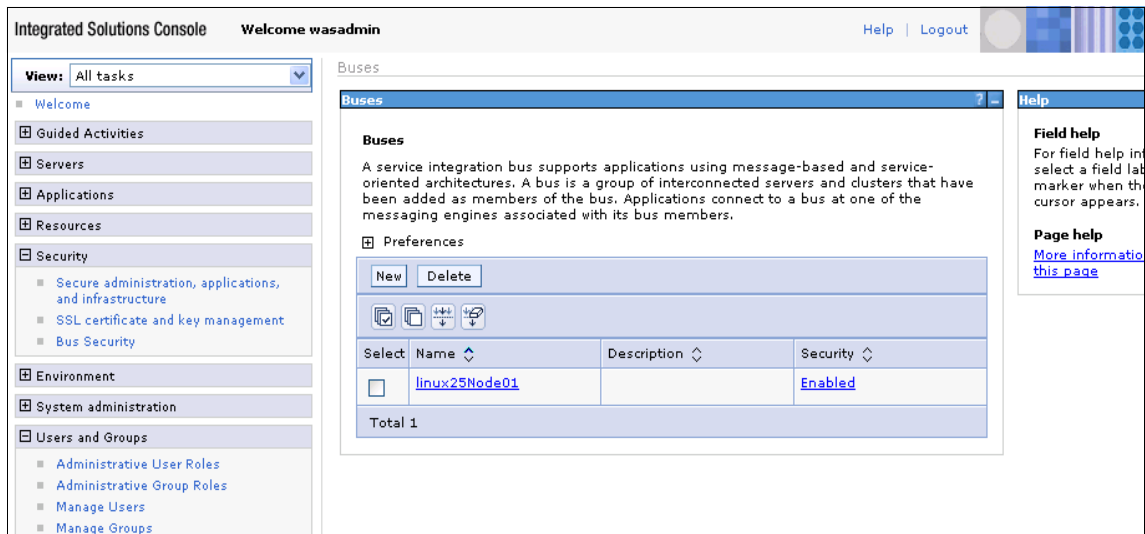 Integrated Solutions Console Welcome wasadmin
Help | Logout
View: All tasks
Welcome
Guided Activities
Servers
Applications
Resources
Security
Secure administration, applications,
and infrastructure
SSL certificate and key management
Bus Security
Environment
System administration
Users and Groups
Administrative User Roles
Administrative Group Roles
Manage Users
Manage Groups
Buses
Buses ?
Buses
A service integration bus supports applications using message-based and service-
oriented architectures. A bus is a group of interconnected servers and clusters that have
been added as members of the bus. Applications connect to a bus at one of the
messaging engines associated with its bus members.
Preferences
New Delete
Select Name Description Security
linux25Node01 Enabled
Total 1
Help
Field help
For field help inf
select a field lab
marker when the
cursor appears.
Page help
More informatio
this page